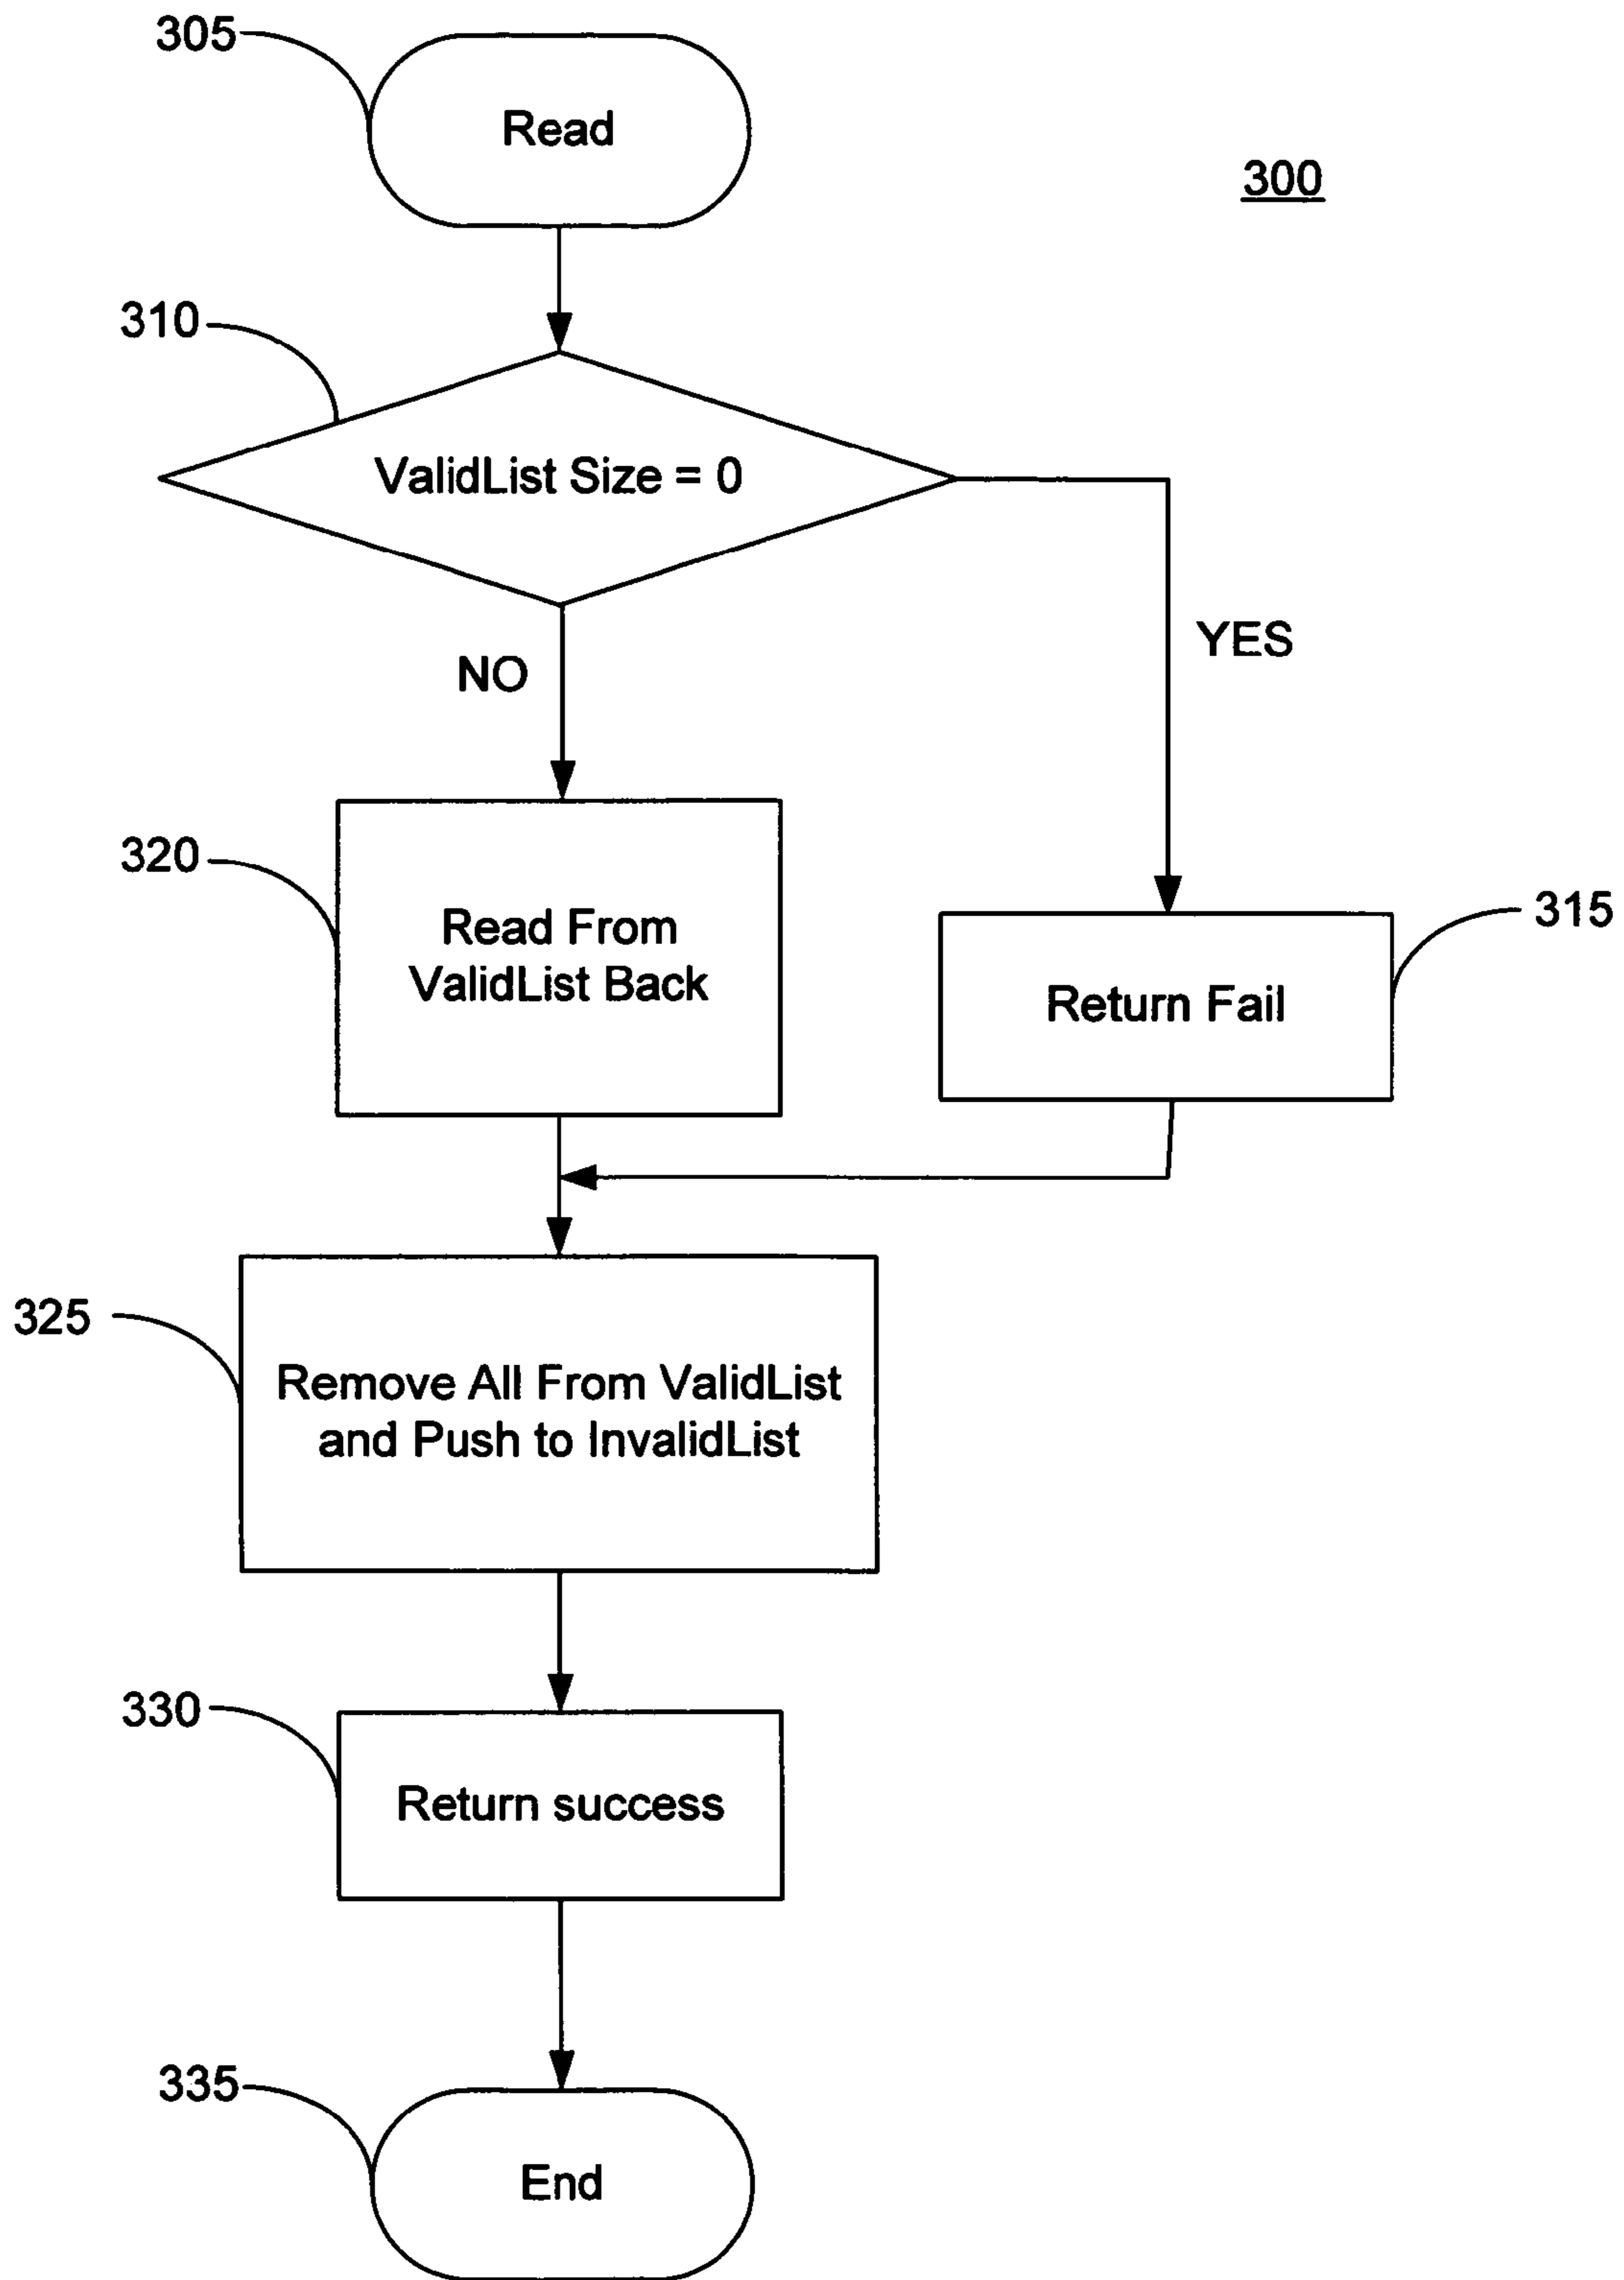 305
Read
300
310
ValidList Size = 0
YES
NO
320
Read From
ValidList Back
315
Return Fail
325
Remove All From ValidList
and Push to InvalidList
330
Return success
335
End